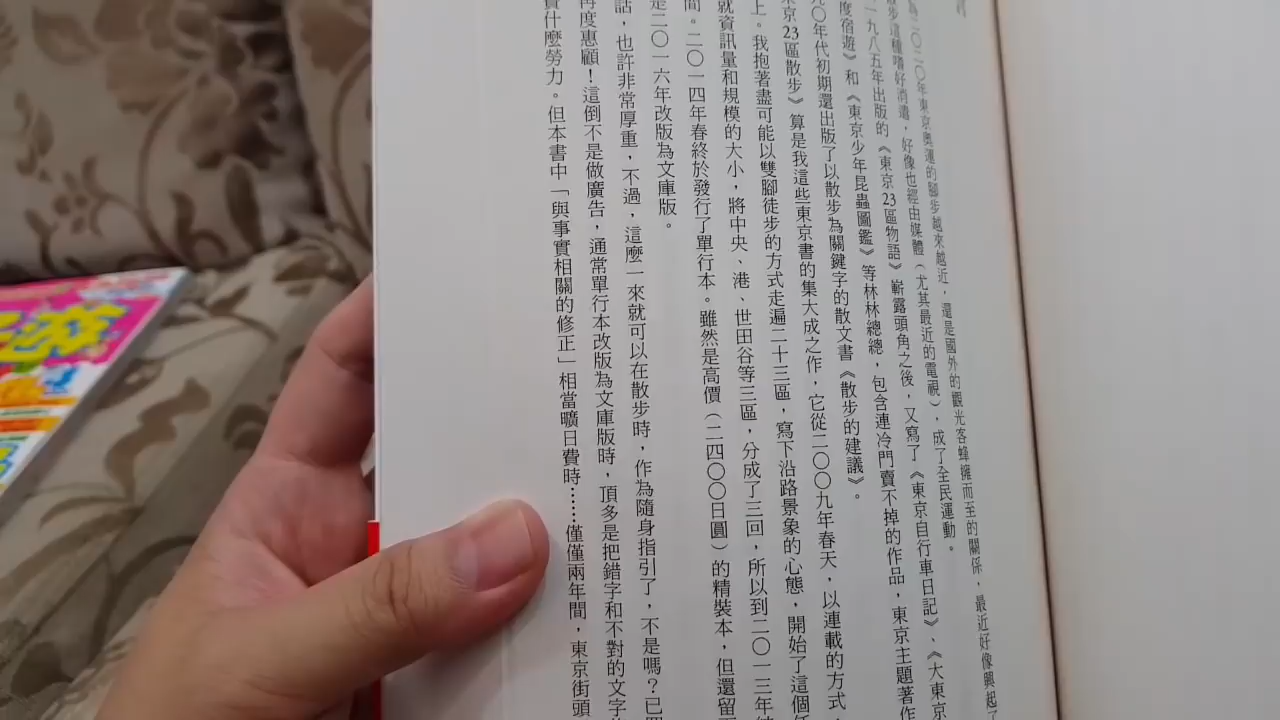 為二〇二〇年東京奧運的腳步越來越近，還是國外的觀光客蜂擁而至的關係，最近好像興起了
散步這種嗜好消遣，好像也經由媒體（尤其最近的電視），成了全民運動。
一九八五年出版的《東京23區物語》嶄露頭角之後，又寫了《東京自行車日記》、《大東京
度宿遊》和《東京少年昆蟲圖鑑》等林林總總，包含連冷門賣不掉的作品，東京主題著作
九〇年代初期還出版了以散步為關鍵字的散文書《散步的建議》。
東京23區散步》算是我這些東京書的集大成之作，它從二〇〇九年春天，以連載的方式，
上。我抱著盡可能以雙腳徒步的方式走遍二十三區，寫下沿路景象的心態，開始了這個
就資訊量和規模的大小，將中央、港、世田谷等三區，分成了三回，所以到二〇一三年
間。二〇一四年春終於發行了單行本。雖然是高價（二四〇〇日圓）的精裝本，但還留
是二〇一六年改版為文庫版。
話，也許非常厚重，不過，這麼一來就可以在散步時，作為隨身指引了，不是嗎？已
再度惠顧！這倒不是做廣告，通常單行本改版為文庫版時，頂多是把錯字和不對的文字
費什麼勞力。但本書中「與事實相關的修正」相當曠日費時……僅僅兩年間，東京街頭